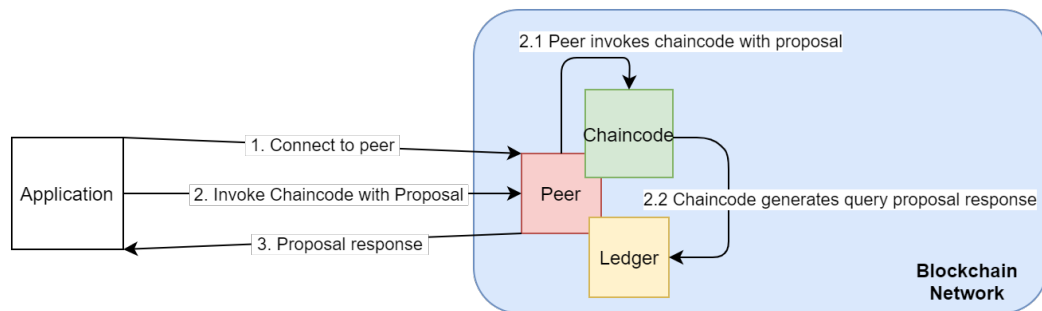 2.1 Peer invokes chaincode with proposal
Chaincode
1. Connect to peer
Application
2. Invoke Chaincode with Proposal
Peer
2.2 Chaincode generates query proposal response
3. Proposal response
Ledger
Blockchain
Network